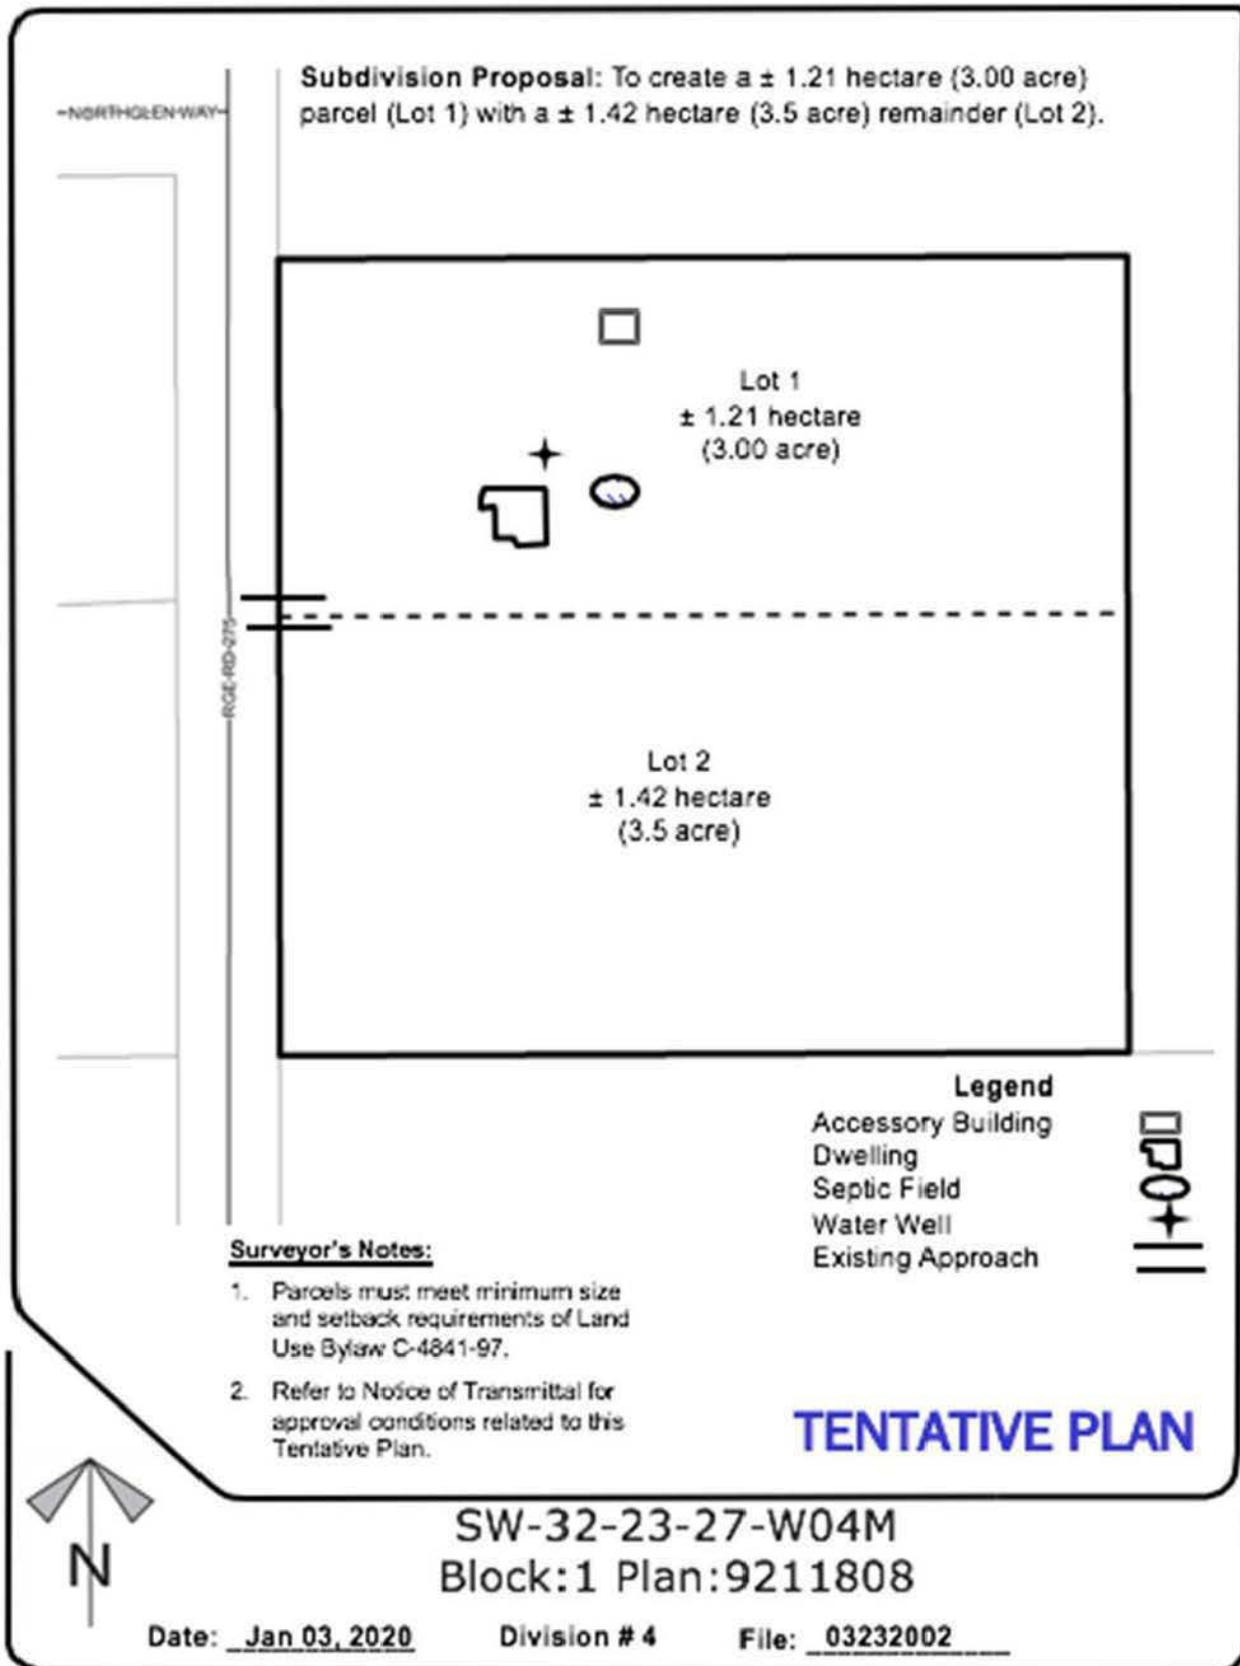 Subdivision Proposal: To create a ± 1.21 hectare (3.00 acre)
parcel (Lot 1) with a ± 1.42 hectare (3.5 acre) remainder (Lot 2).
NORTHGLEN-WAY
Lot 1
± 1.21 hectare
(3.00 acre)
RGE-RD-275
Lot 2
± 1.42 hectare
(3.5 acre)
Legend
Accessory Building
Dwelling
Septic Field
Water Well
Existing Approach
Surveyor's Notes:
1. Parcels must meet minimum size
and setback requirements of Land
Use Bylaw C-4841-97.
2. Refer to Notice of Transmittal for
approval conditions related to this
Tentative Plan.
TENTATIVE PLAN
N
SW-32-23-27-W04M
Block:1 Plan:9211808
Date: Jan 03, 2020 Division # 4 File: 03232002